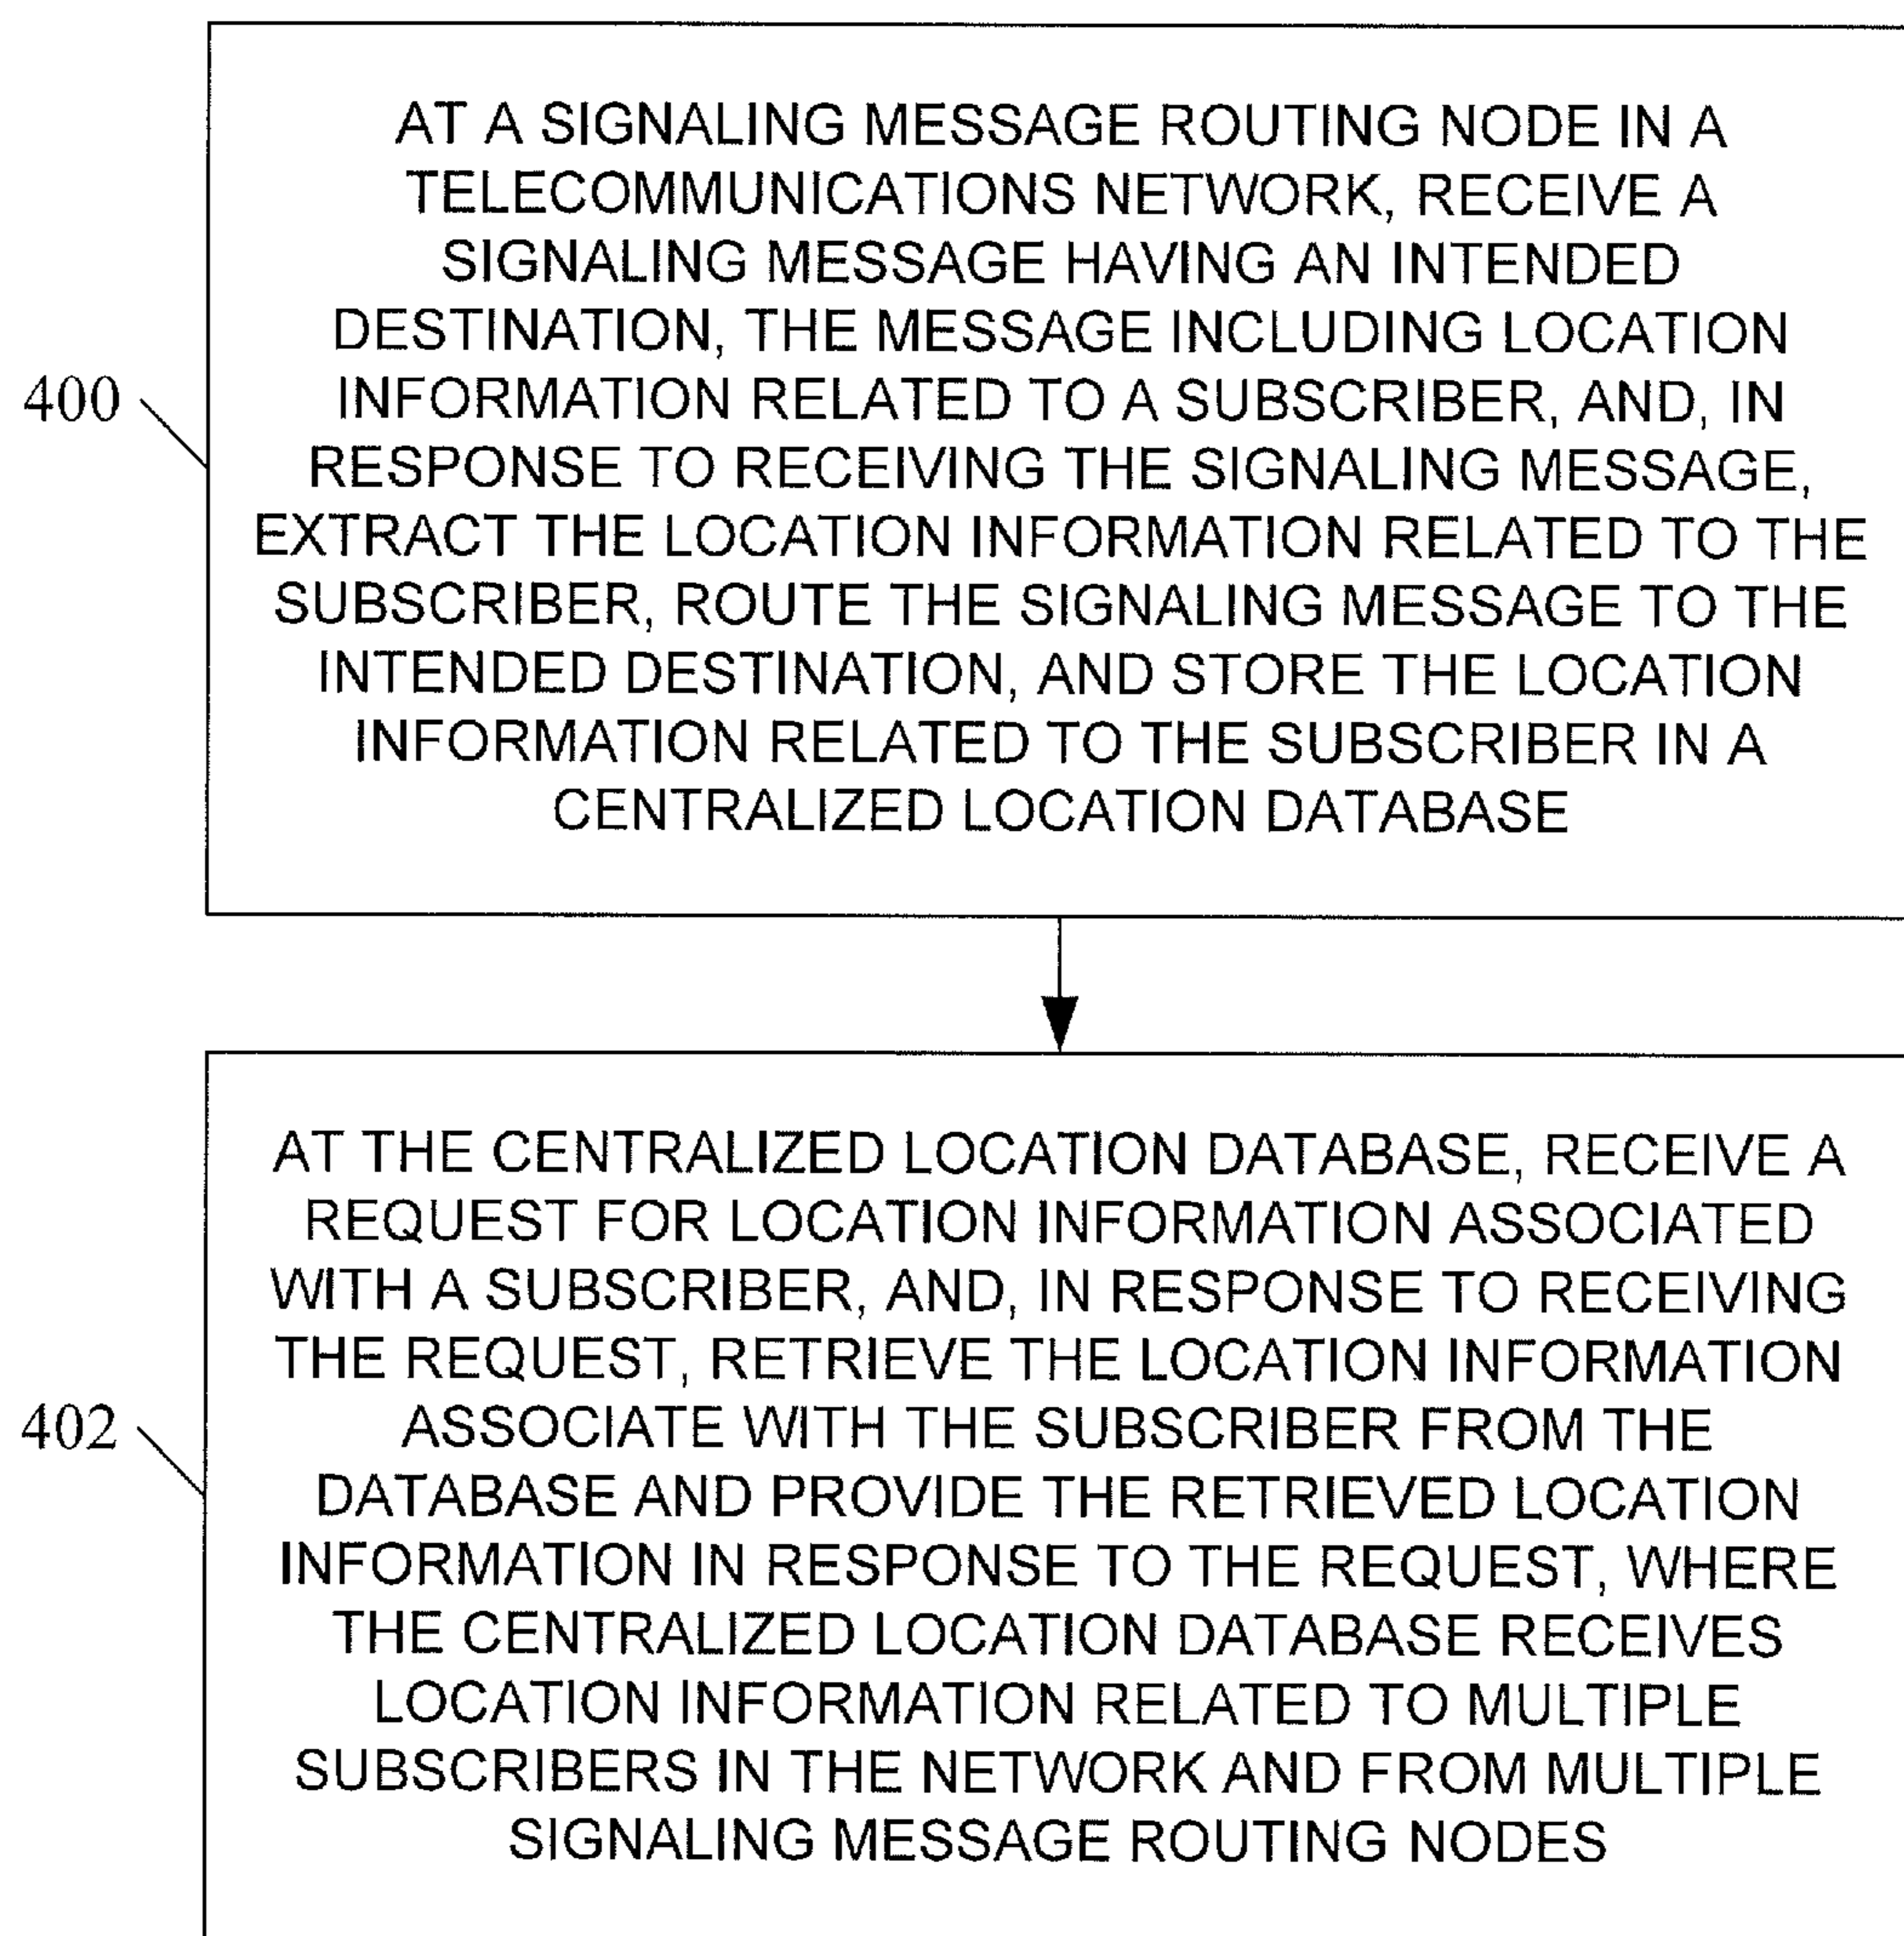 AT A SIGNALING MESSAGE ROUTING NODE IN A
TELECOMMUNICATIONS NETWORK, RECEIVE A
SIGNALING MESSAGE HAVING AN INTENDED
DESTINATION, THE MESSAGE INCLUDING LOCATION
INFORMATION RELATED TO A SUBSCRIBER, AND, IN
RESPONSE TO RECEIVING THE SIGNALING MESSAGE,
EXTRACT THE LOCATION INFORMATION RELATED TO THE
SUBSCRIBER, ROUTE THE SIGNALING MESSAGE TO THE
INTENDED DESTINATION, AND STORE THE LOCATION
INFORMATION RELATED TO THE SUBSCRIBER IN A
CENTRALIZED LOCATION DATABASE
400
AT THE CENTRALIZED LOCATION DATABASE, RECEIVE A
REQUEST FOR LOCATION INFORMATION ASSOCIATED
WITH A SUBSCRIBER, AND, IN RESPONSE TO RECEIVING
THE REQUEST, RETRIEVE THE LOCATION INFORMATION
ASSOCIATE WITH THE SUBSCRIBER FROM THE
DATABASE AND PROVIDE THE RETRIEVED LOCATION
INFORMATION IN RESPONSE TO THE REQUEST, WHERE
THE CENTRALIZED LOCATION DATABASE RECEIVES
LOCATION INFORMATION RELATED TO MULTIPLE
SUBSCRIBERS IN THE NETWORK AND FROM MULTIPLE
SIGNALING MESSAGE ROUTING NODES
402